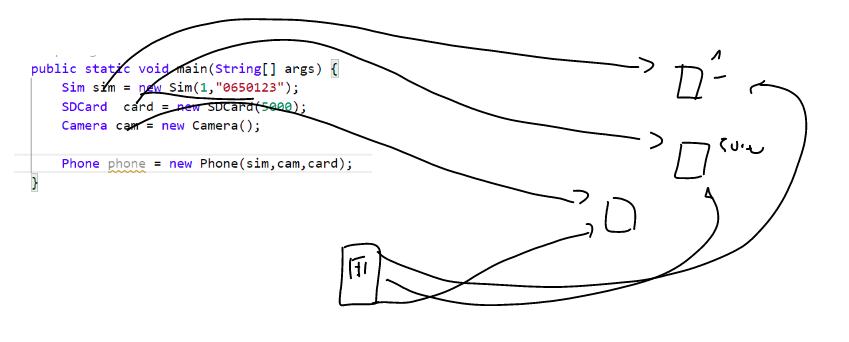 public static void main(String[] args) {
Sim sim = new Sim(1,"0650123");
SDCard card = new SDCard(5000);
Camera cam = new Camera();
Phone phone = new Phone(sim,cam,card);
}